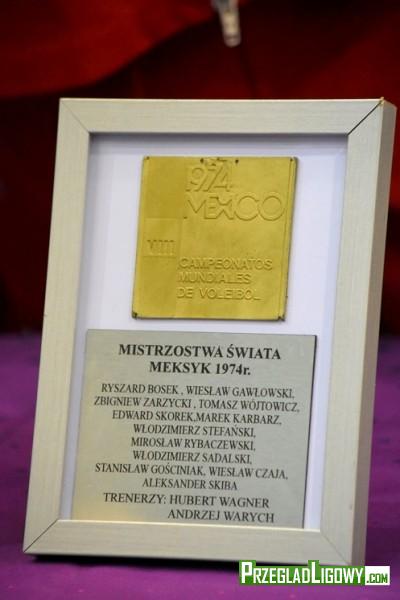 1974
MEXICO
VIII
CAMPEONATOS
MUNDIALES
DE VOLEIBOL
MISTRZOSTWA ŚWIATA
MEKSYK 1974r.
RYSZARD BOSEK , WIESŁAW GAWŁOWSKI,
ZBIGNIEW ZARZYCKI , TOMASZ WÓJTOWICZ,
EDWARD SKOREK,MAREK KARBARZ,
WŁODZIMIERZ STEFAŃSKI,
MIROSŁAW RYBACZEWSKI,
WŁODZIMIERZ SADALSKI,
STANISŁAW GOŚCINIAK, WIESŁAW CZAJA,
ALEKSANDER SKIBA
TRENERZY: HUBERT WAGNER
ANDRZEJ WARYCH
PRZEGLADLIGOWY.COM